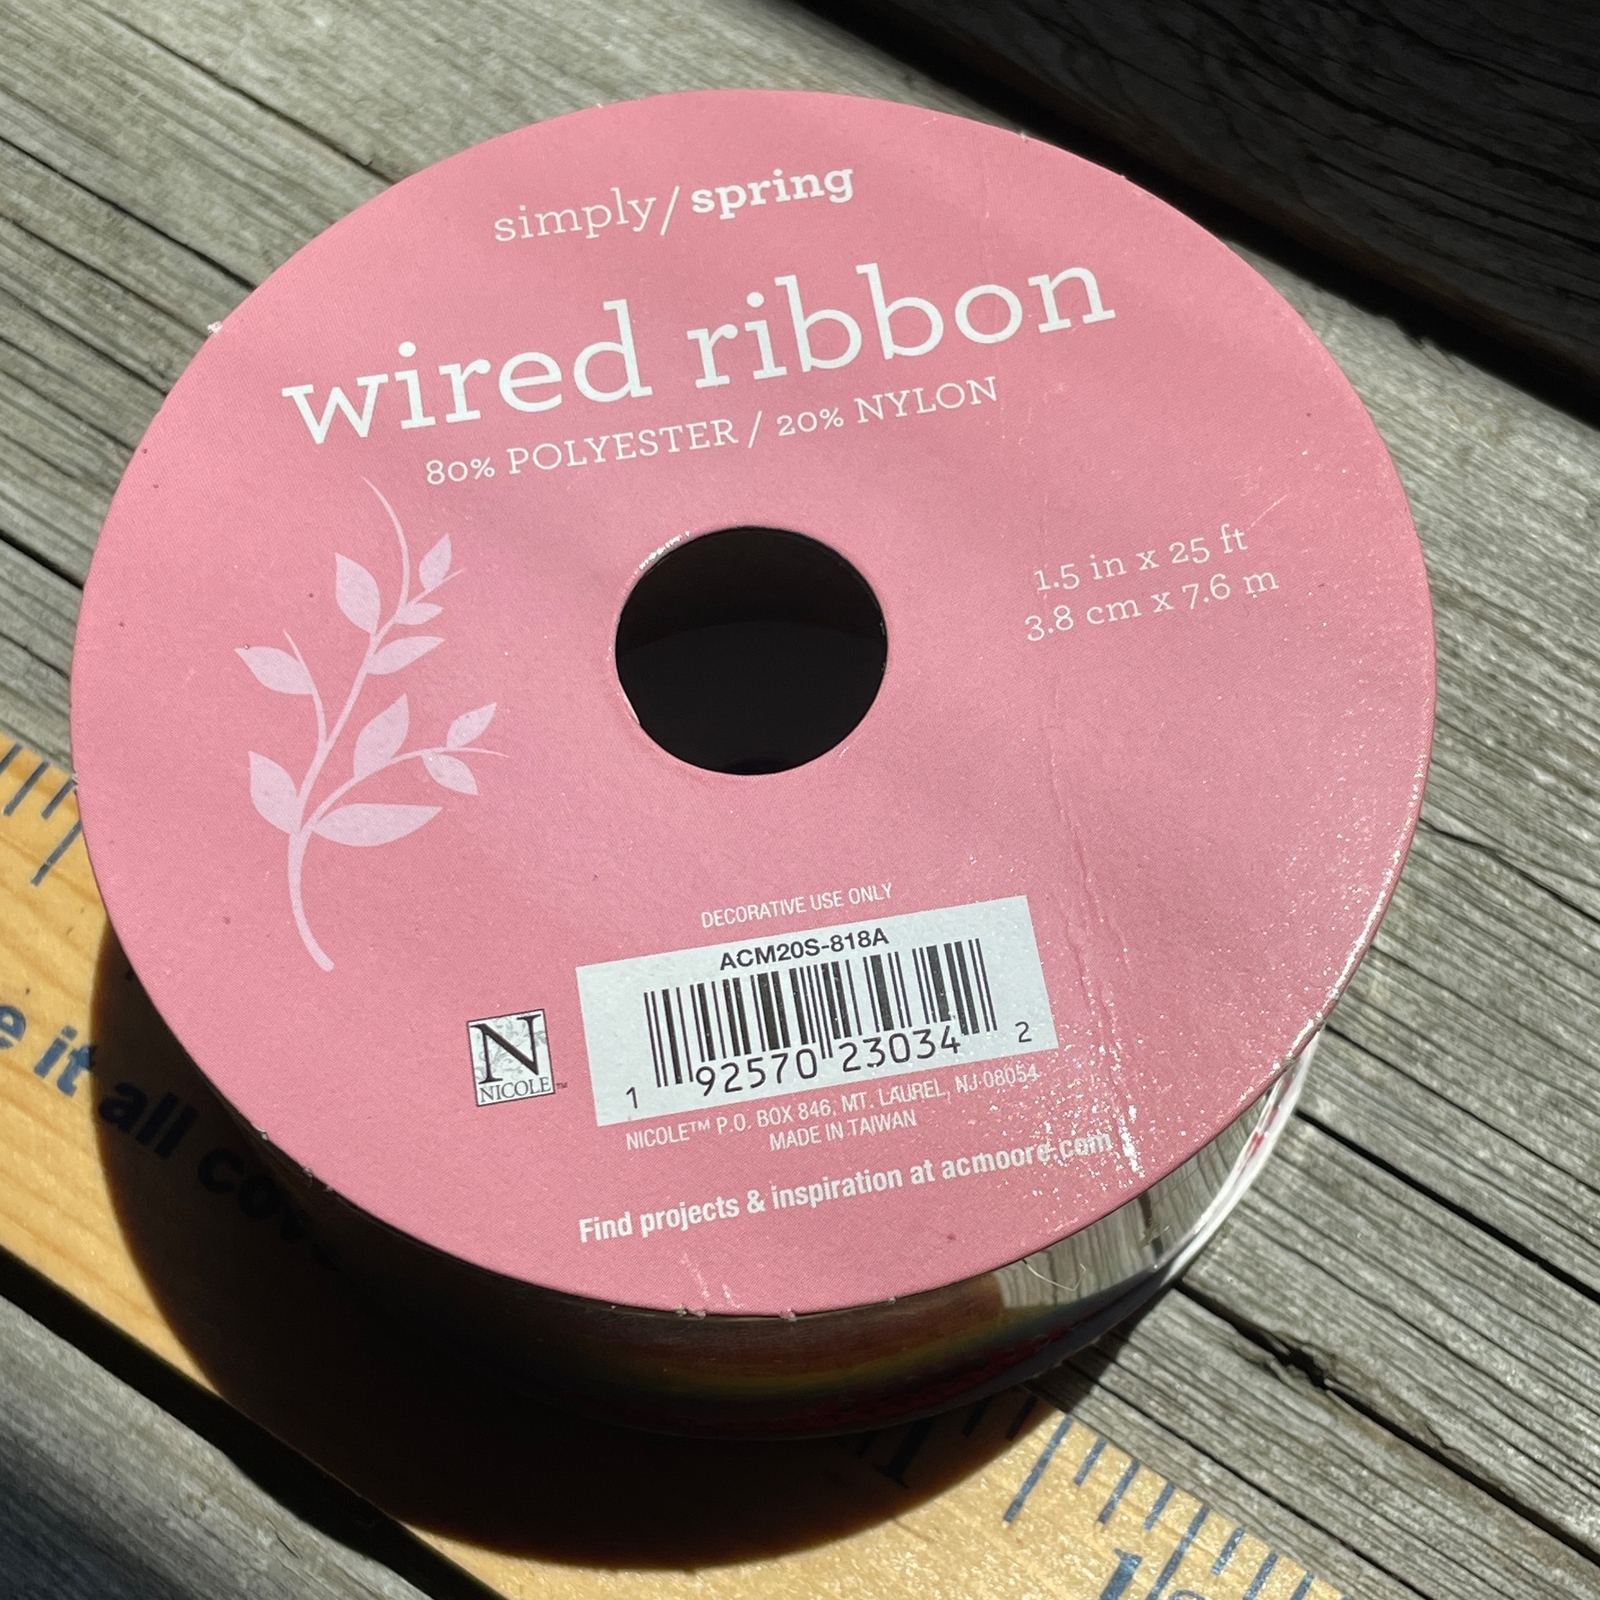 simply/spring
wired ribbon
80% POLYESTER / 20% NYLON
1.5 in x 25 ft
3.8 cm x 7.6 m
DECORATIVE USE ONLY
ACM20S-818A
1 92570 23034 2
N
NICOLE™
NICOLE™ P.O. BOX 846, MT. LAUREL, NJ 08054
MADE IN TAIWAN
Find projects & inspiration at acmoore.com
it all